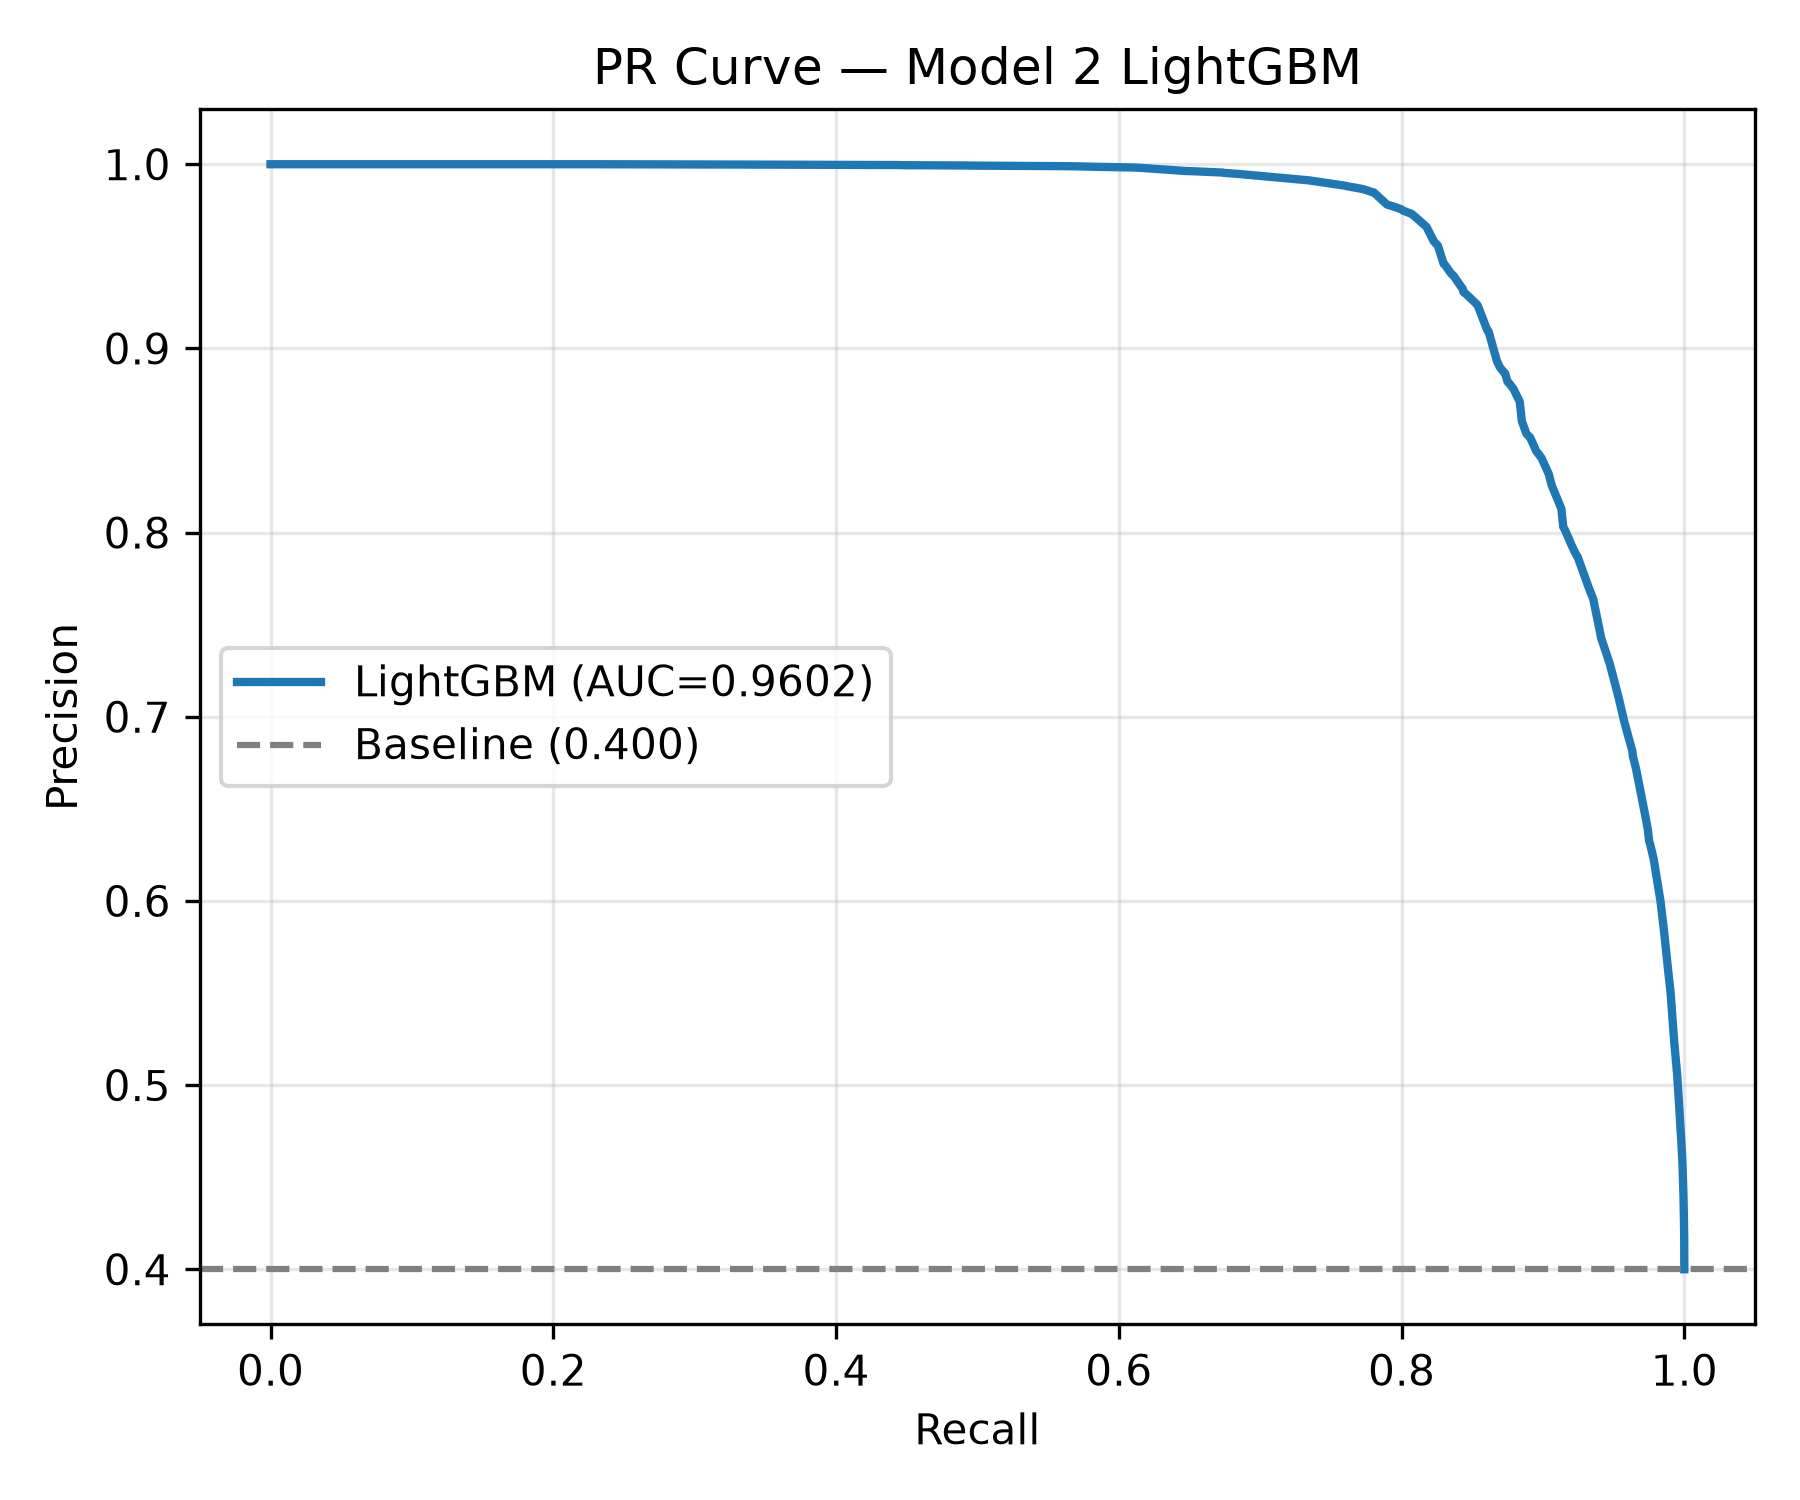 PR Curve — Model 2 LightGBM
1.0
0.9
0.8
0.7
0.6
0.5
0.4
Precision
LightGBM (AUC=0.9602)
Baseline (0.400)
0.0 0.2 0.4 0.6 0.8 1.0
Recall